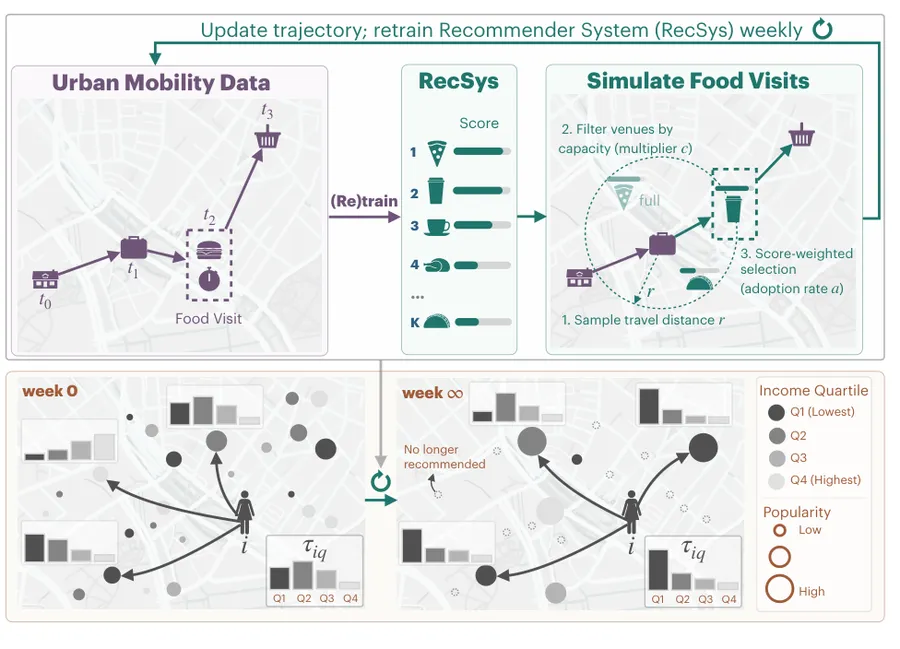 Update trajectory; retrain Recommender System (RecSys) weekly
Urban Mobility Data
t0
t1
t2
t3
Food Visit
(Re)train
RecSys
Score
1
2
3
4
...
K
Simulate Food Visits
2. Filter venues by
capacity (multiplier c)
full
r
3. Score-weighted
selection
(adoption rate a)
1. Sample travel distance r
week 0
i
τiq
Q1 Q2 Q3 Q4
week ∞
No longer
recommended
i
τiq
Q1 Q2 Q3 Q4
Income Quartile
Q1 (Lowest)
Q2
Q3
Q4 (Highest)
Popularity
Low
High